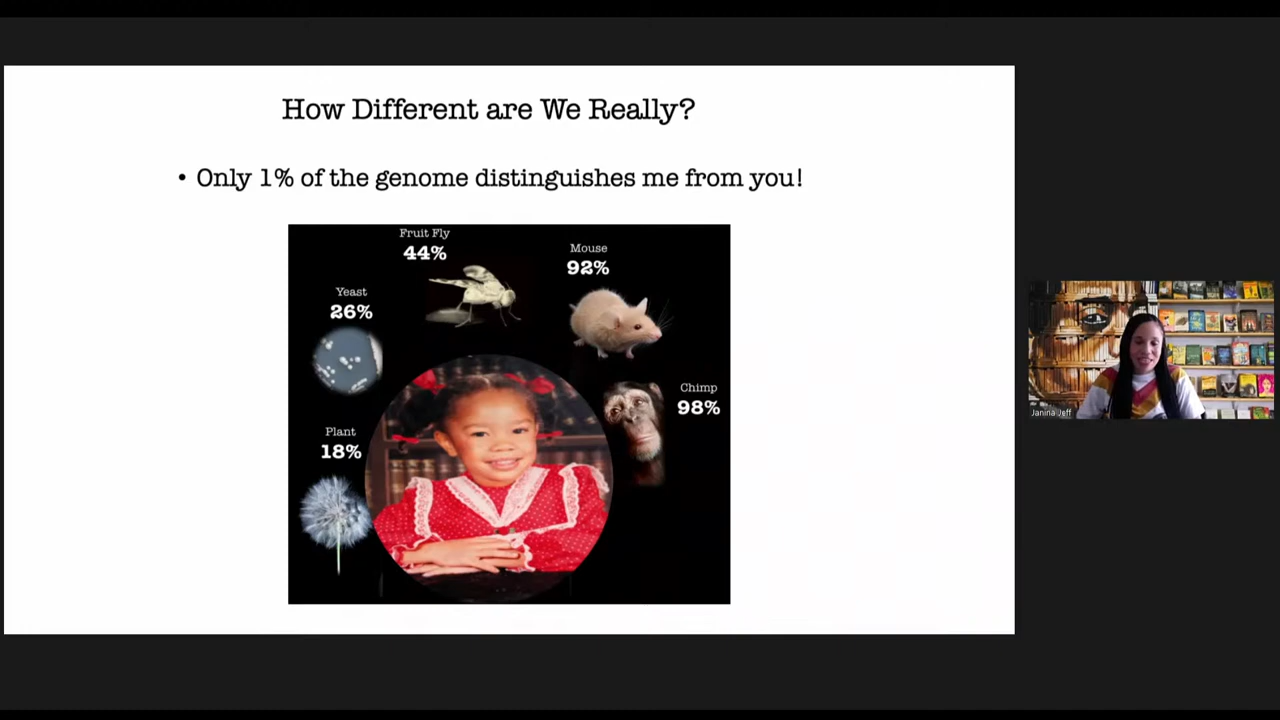 How Different are We Really?
• Only 1% of the genome distinguishes me from you!
Fruit Fly
44%
Mouse
92%
Yeast
26%
Chimp
98%
Plant
18%
Janina Jeff